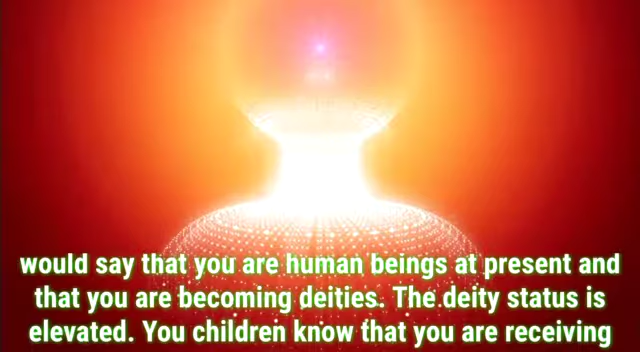 would say that you are human beings at present and
that you are becoming deities. The deity status is
elevated. You children know that you are receiving